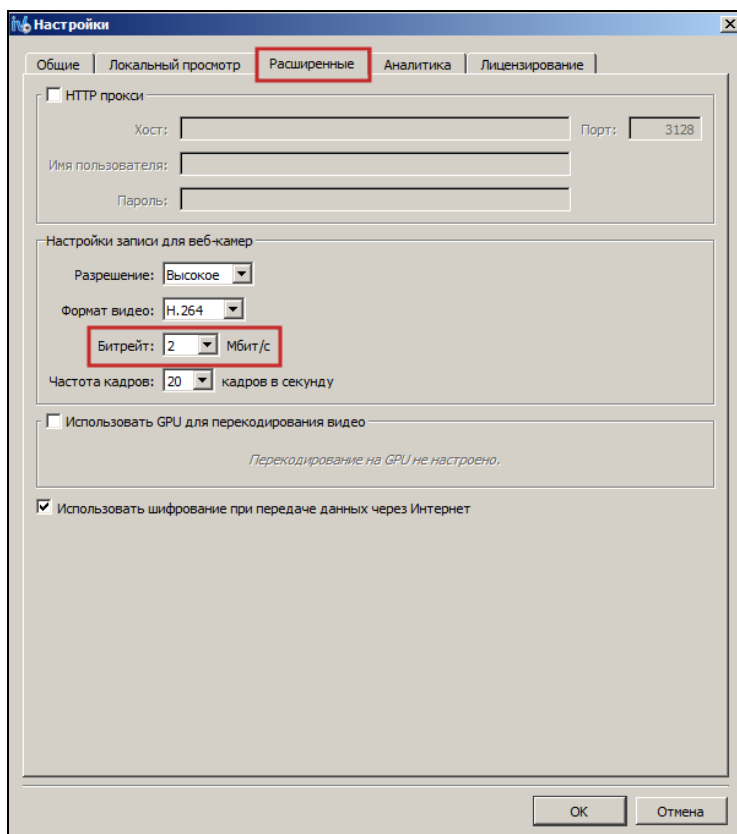 Настройки
Общие Локальный просмотр Расширенные Аналитика Лицензирование
HTTP прокси
Хост: Порт: 3128
Имя пользователя:
Пароль:
Настройки записи для веб-камер
Разрешение: Высокое
Формат видео: H.264
Битрейт: 2 Мбит/с
Частота кадров: 20 кадров в секунду
Использовать GPU для перекодирования видео
Перекодирование на GPU не настроено.
Использовать шифрование при передаче данных через Интернет
OK Отмена